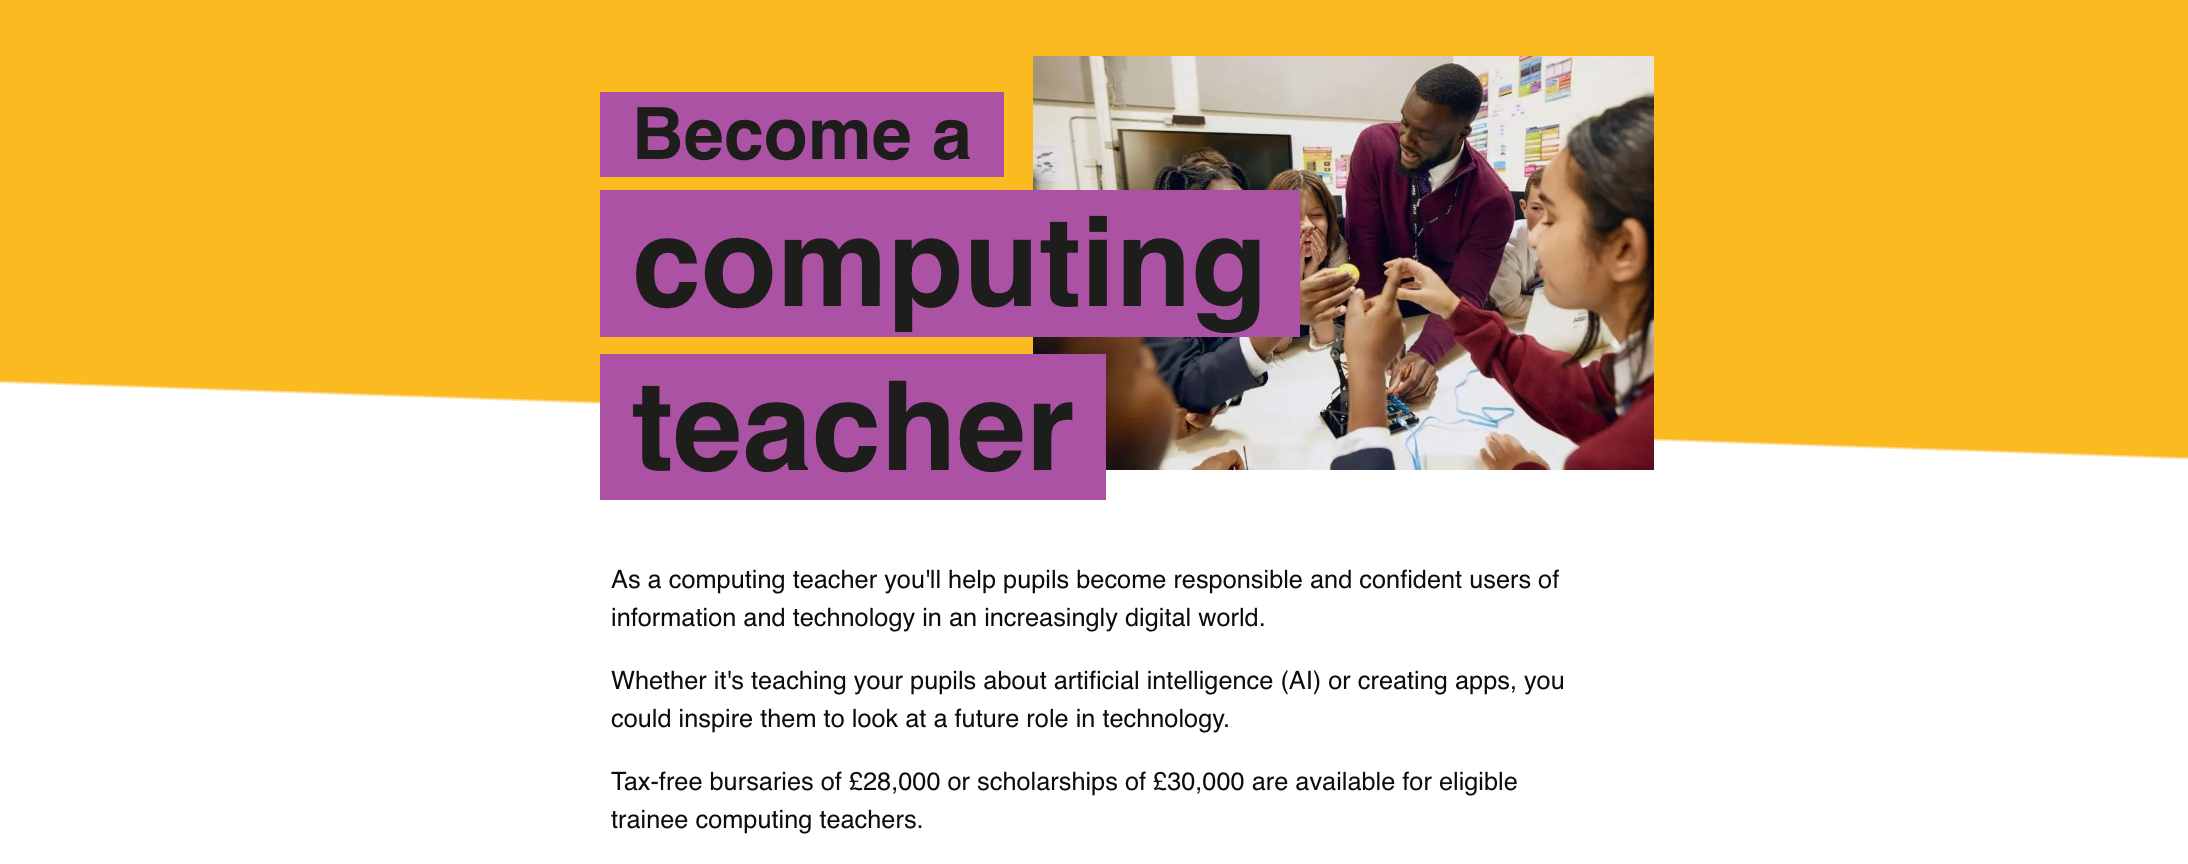 Become a
computing
teacher
As a computing teacher you'll help pupils become responsible and confident users of
information and technology in an increasingly digital world.
Whether it's teaching your pupils about artificial intelligence (AI) or creating apps, you
could inspire them to look at a future role in technology.
Tax-free bursaries of £28,000 or scholarships of £30,000 are available for eligible
trainee computing teachers.